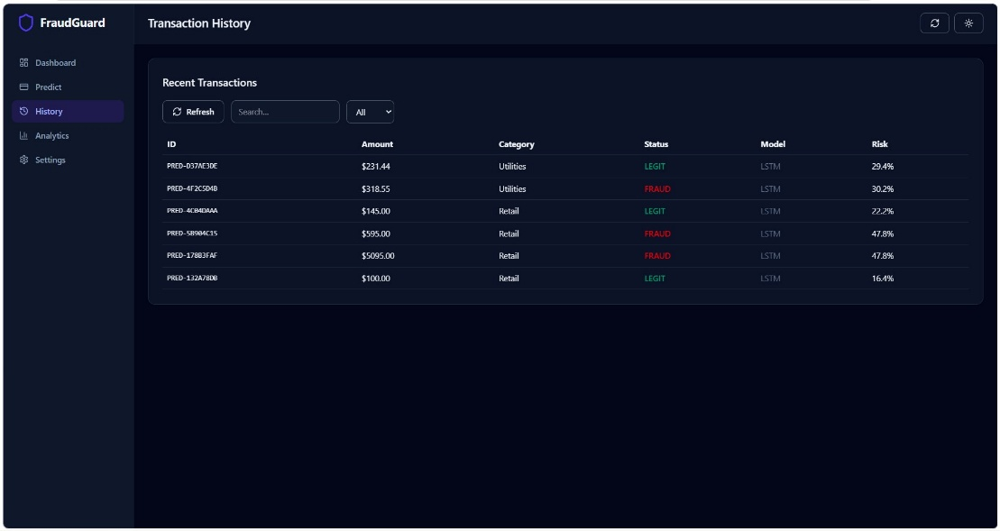 FraudGuard
Transaction History
Dashboard
Predict
History
Analytics
Settings
Recent Transactions
Refresh Search... All
ID Amount Category Status Model Risk
PRED-D37AE3DE $231.44 Utilities LEGIT LSTM 29.4%
PRED-4F2C5D4B $318.55 Utilities FRAUD LSTM 30.2%
PRED-4C04DAAA $145.00 Retail LEGIT LSTM 22.2%
PRED-5B904C15 $595.00 Retail FRAUD LSTM 47.8%
PRED-178B3FAF $5095.00 Retail FRAUD LSTM 47.8%
PRED-132A78DB $100.00 Retail LEGIT LSTM 16.4%